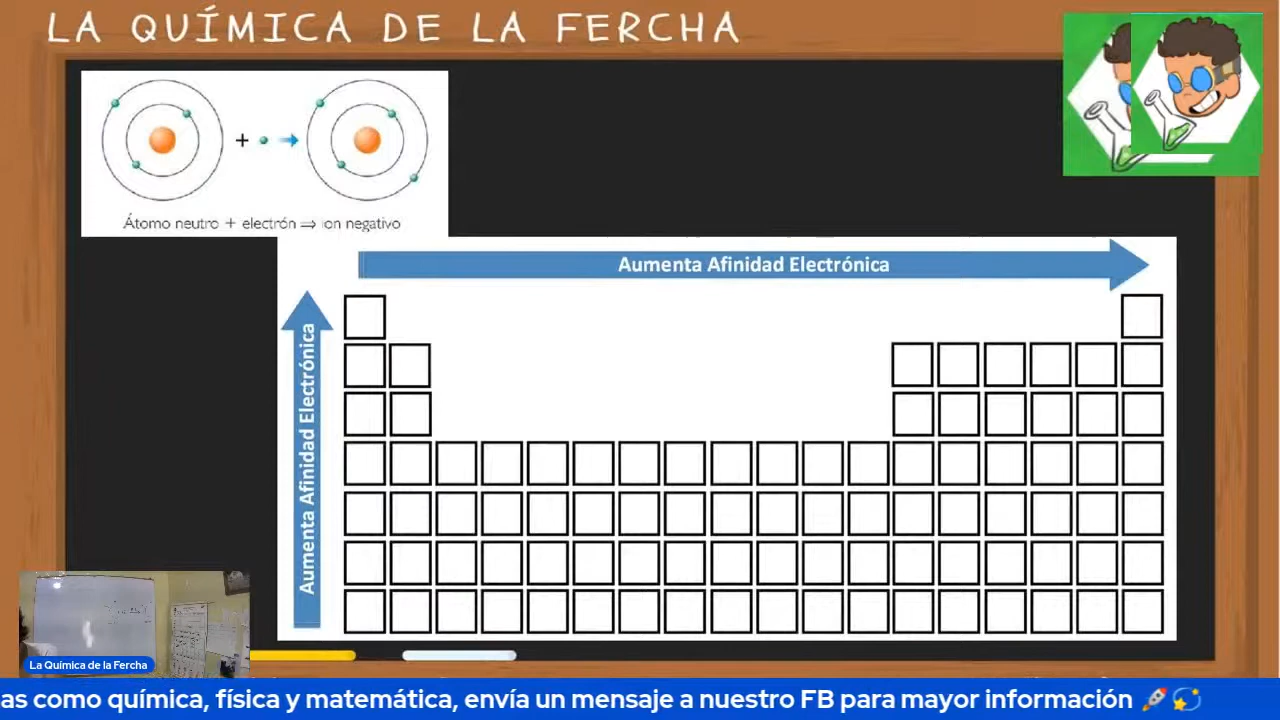 LA QUÍMICA DE LA FERCHA
+
Átomo neutro + electrón ⇒ ion negativo
Aumenta Afinidad Electrónica
Aumenta Afinidad Electrónica
La Química de la Fercha
as como química, física y matemática, envía un mensaje a nuestro FB para mayor información 🚀💫